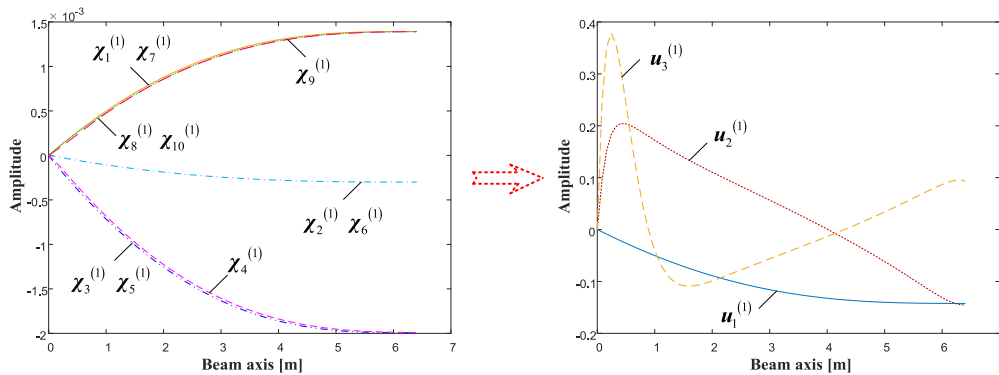 × 10⁻³
1.5
1
0.5
0
-0.5
-1
-1.5
-2
0 1 2 3 4 5 6 7
Amplitude
Beam axis [m]
χ₁⁽¹⁾ χ₇⁽¹⁾
χ₉⁽¹⁾
χ₈⁽¹⁾ χ₁₀⁽¹⁾
χ₂⁽¹⁾ χ₆⁽¹⁾
χ₃⁽¹⁾ χ₅⁽¹⁾
χ₄⁽¹⁾
0.4
0.3
0.2
0.1
0
-0.1
-0.2
0 1 2 3 4 5 6 7
Amplitude
Beam axis [m]
u₃⁽¹⁾
u₂⁽¹⁾
u₁⁽¹⁾